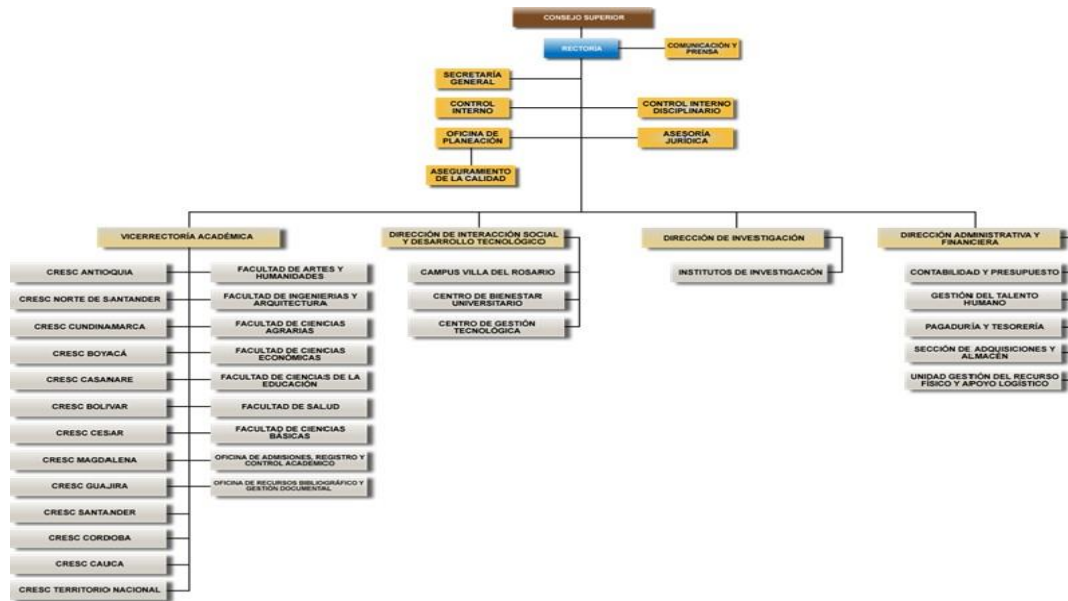 CONSEJO SUPERIOR
RECTORÍA
COMUNICACIÓN Y
PRENSA
SECRETARÍA
GENERAL
CONTROL
INTERNO
CONTROL INTERNO
DISCIPLINARIO
OFICINA DE
PLANEACIÓN
ASESORÍA
JURÍDICA
ASEGURAMIENTO
DE LA CALIDAD
VICERRECTORÍA ACADÉMICA
CRESC ANTIOQUIA
CRESC NORTE DE SANTANDER
CRESC CUNDINAMARCA
CRESC BOYACÁ
CRESC CASANARE
CRESC BOLIVAR
CRESC CESAR
CRESC MAGDALENA
CRESC GUAJIRA
CRESC SANTANDER
CRESC CORDOBA
CRESC CAUCA
CRESC TERRITORIO NACIONAL
FACULTAD DE ARTES Y
HUMANIDADES
FACULTAD DE INGENIERIAS Y
ARQUITECTURA
FACULTAD DE CIENCIAS
AGRARIAS
FACULTAD DE CIENCIAS
ECONÓMICAS
FACULTAD DE CIENCIAS DE LA
EDUCACIÓN
FACULTAD DE SALUD
FACULTAD DE CIENCIAS
BÁSICAS
OFICINA DE ADMISIONES, REGISTRO Y
CONTROL ACADEMICO
OFICINA DE RECURSOS BIBLIOGRÁFICO Y
GESTIÓN DOCUMENTAL
DIRECCIÓN DE INTERACCIÓN SOCIAL
Y DESARROLLO TECNOLÓGICO
CAMPUS VILLA DEL ROSARIO
CENTRO DE BIENESTAR
UNIVERSITARIO
CENTRO DE GESTIÓN
TECNOLÓGICA
DIRECCIÓN DE INVESTIGACIÓN
INSTITUTOS DE INVESTIGACIÓN
DIRECCIÓN ADMINISTRATIVA Y
FINANCIERA
CONTABILIDAD Y PRESUPUESTO
GESTIÓN DEL TALENTO
HUMANO
PAGADURÍA Y TESORERÍA
SECCIÓN DE ADQUISICIONES Y
ALMACÉN
UNIDAD GESTIÓN DEL RECURSO
FÍSICO Y APOYO LOGÍSTICO